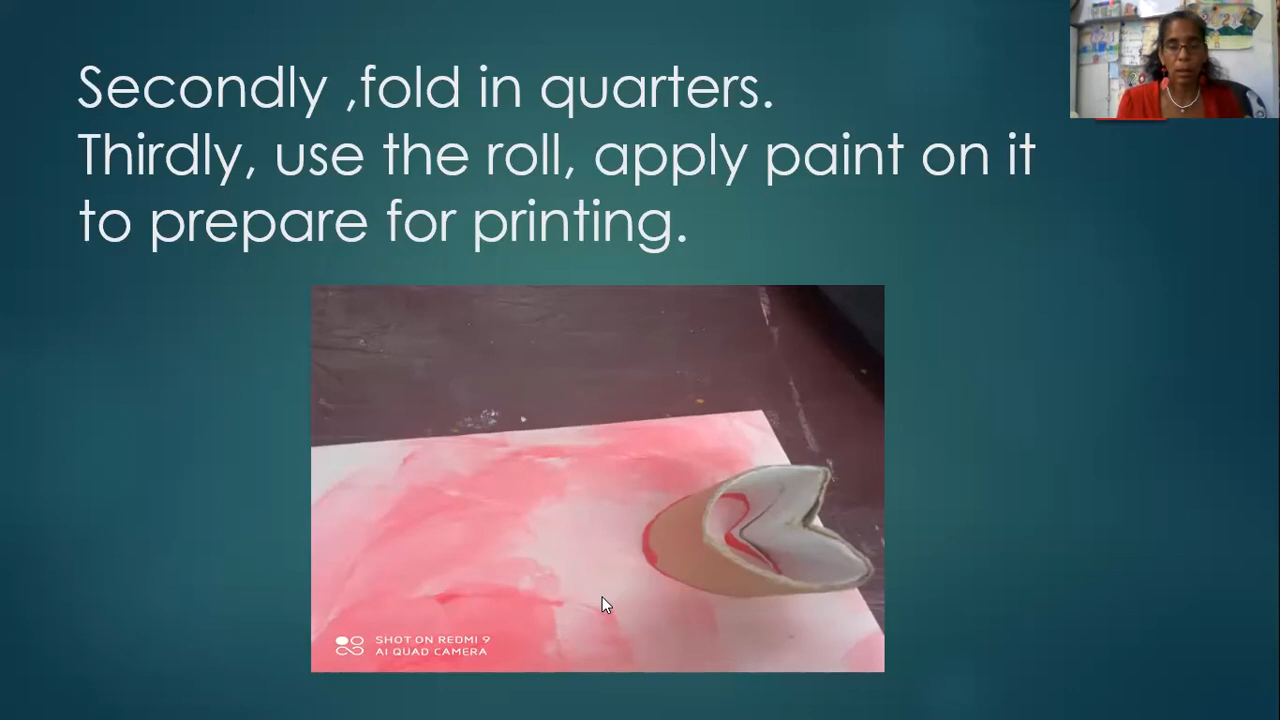 Secondly ,fold in quarters.
Thirdly, use the roll, apply paint on it
to prepare for printing.
SHOT ON REDMI 9
AI QUAD CAMERA